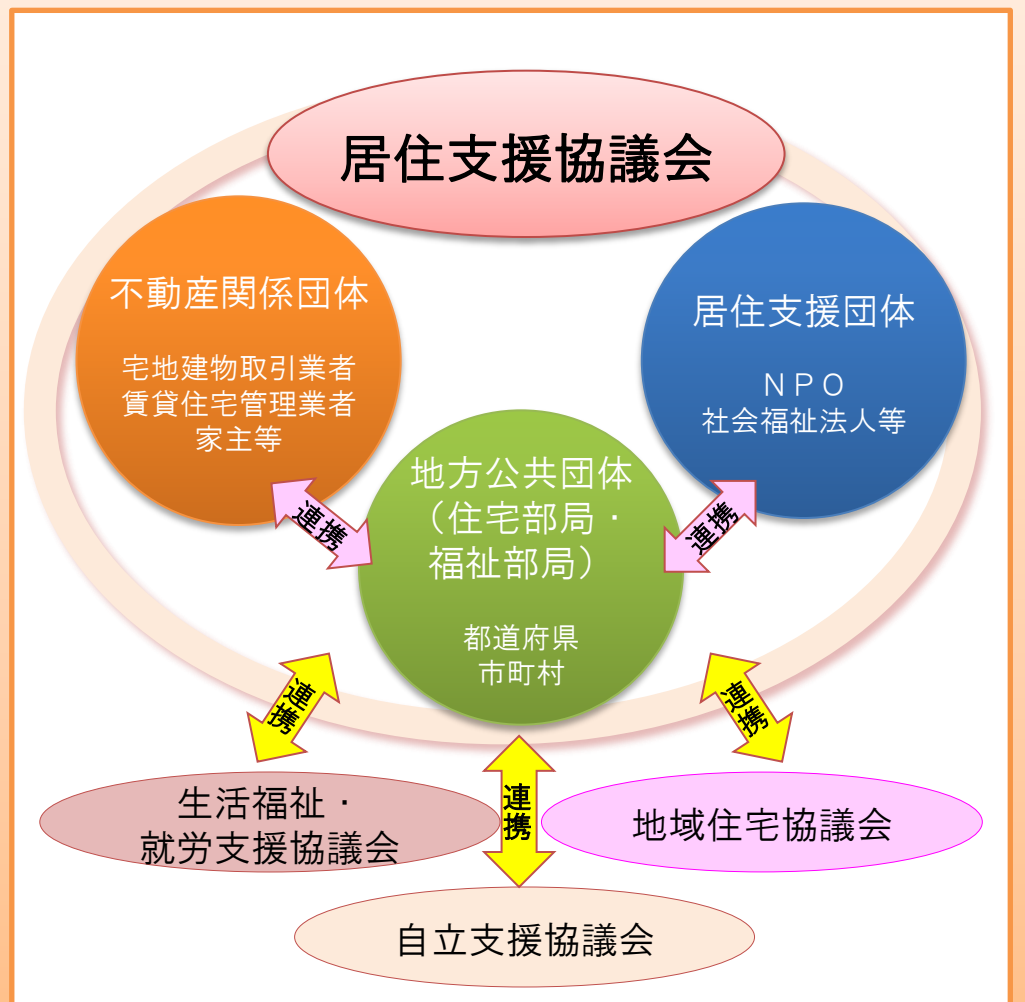 居住支援協議会
不動産関係団体
宅地建物取引業者
賃貸住宅管理業者
家主等
居住支援団体
ＮＰＯ
社会福祉法人等
地方公共団体
（住宅部局・
福祉部局）
都道府県
市町村
連携
連携
連携
連携
連携
生活福祉・
就労支援協議会
地域住宅協議会
自立支援協議会